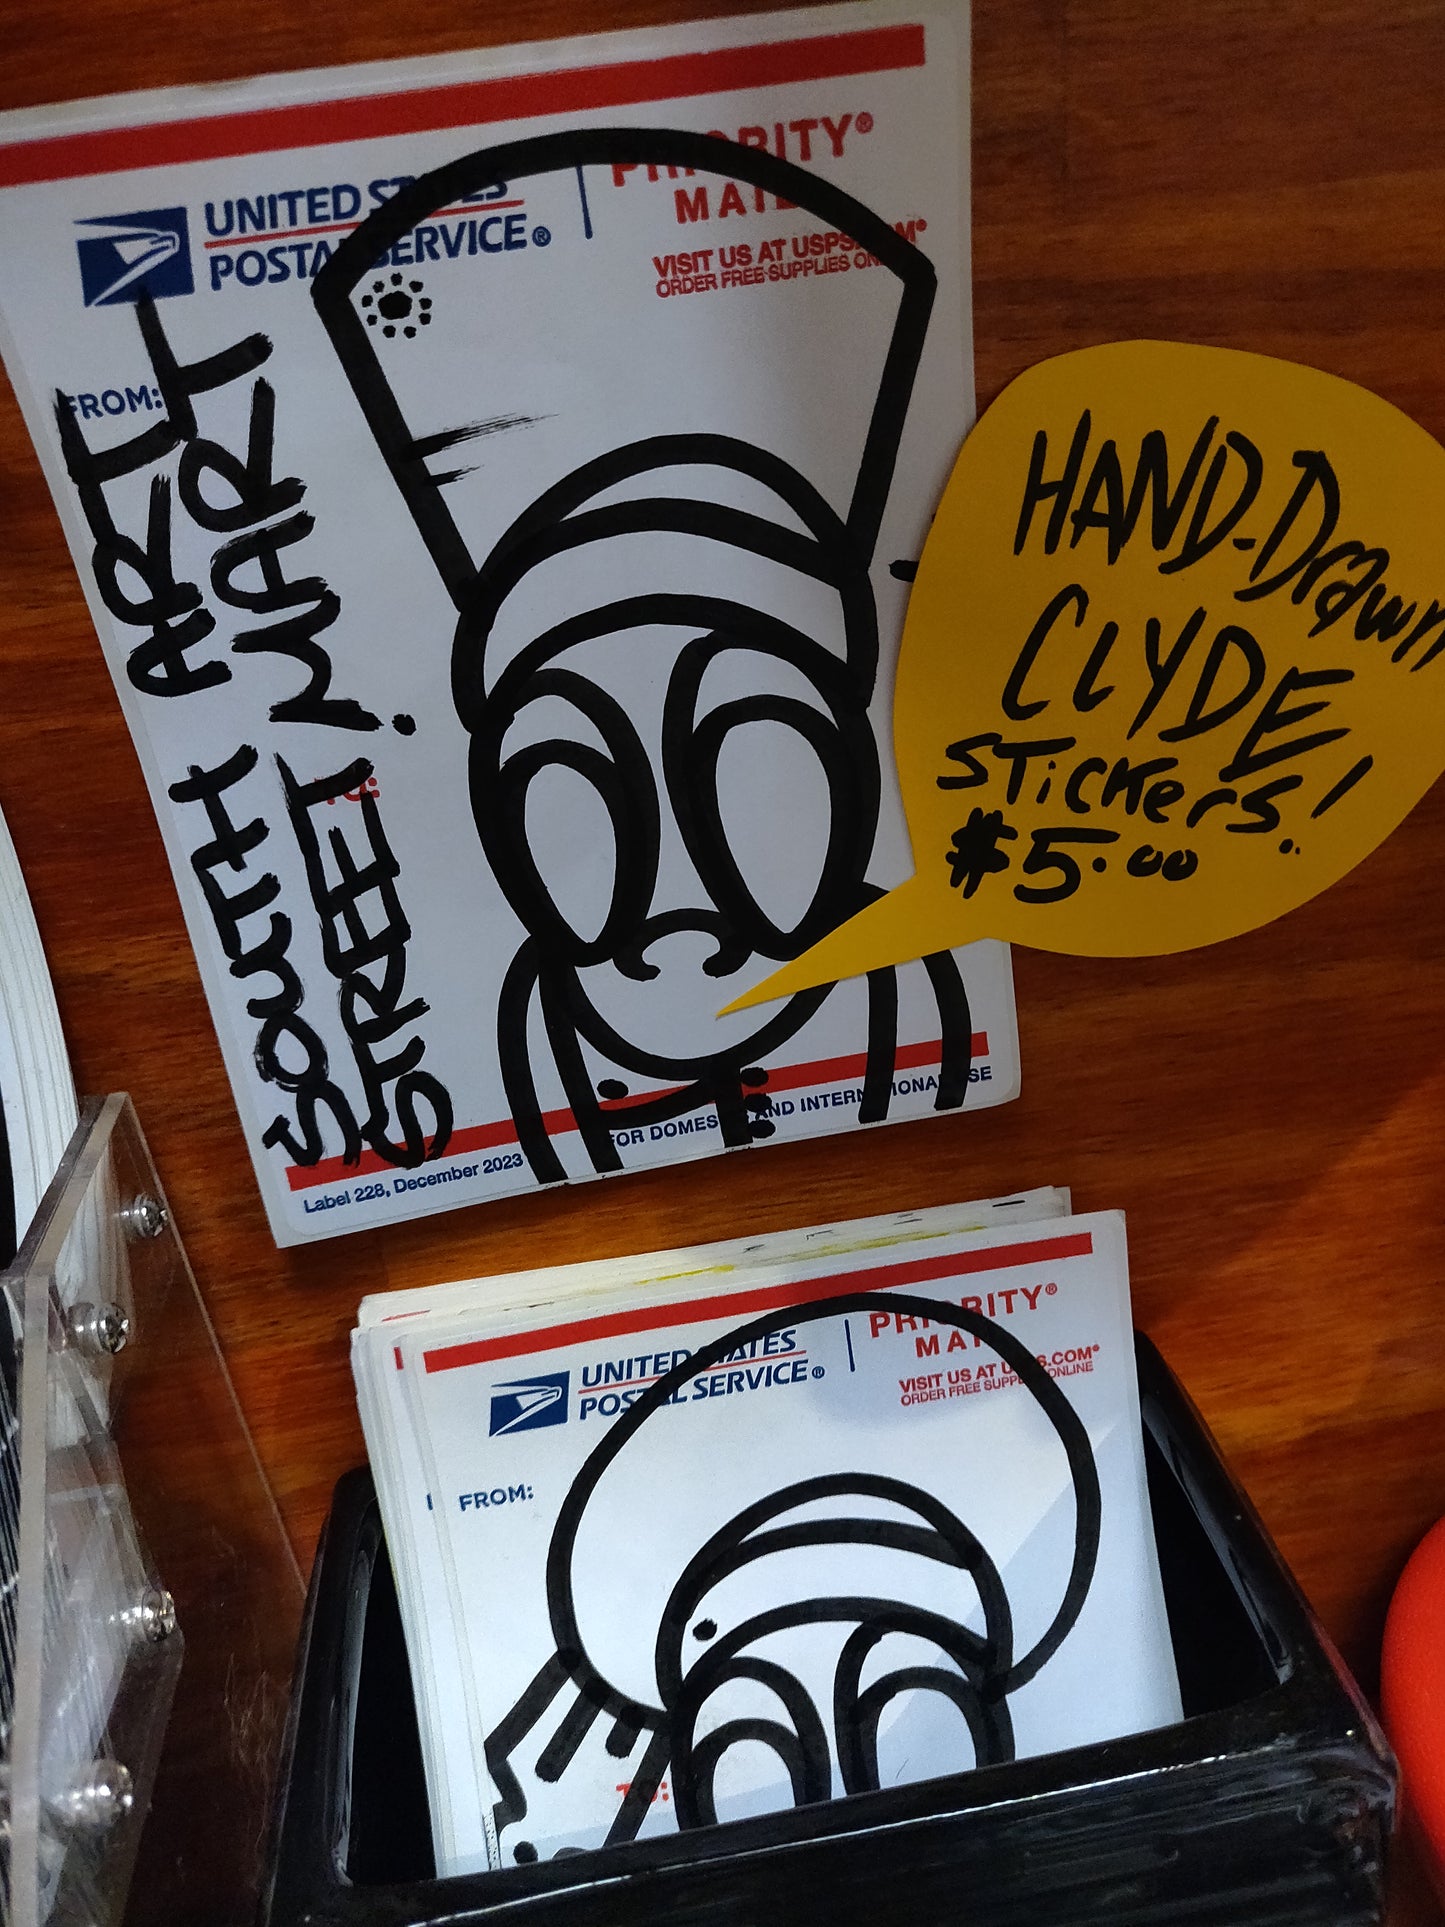 UNITED STATES
POSTAL SERVICE®
PRIORITY®
MAIL
VISIT US AT USPS.COM®
ORDER FREE SUPPLIES ONLINE
FROM:
TO:
SOUTH ART
STREET MART.
HAND-Drawn
CLYDE
STickers!
$5.00
FOR DOMESTIC AND INTERNATIONAL USE
Label 228, December 2023
UNITED STATES
POSTAL SERVICE®
PRIORITY®
MAIL
VISIT US AT USPS.COM®
ORDER FREE SUPPLIES ONLINE
FROM:
TO: